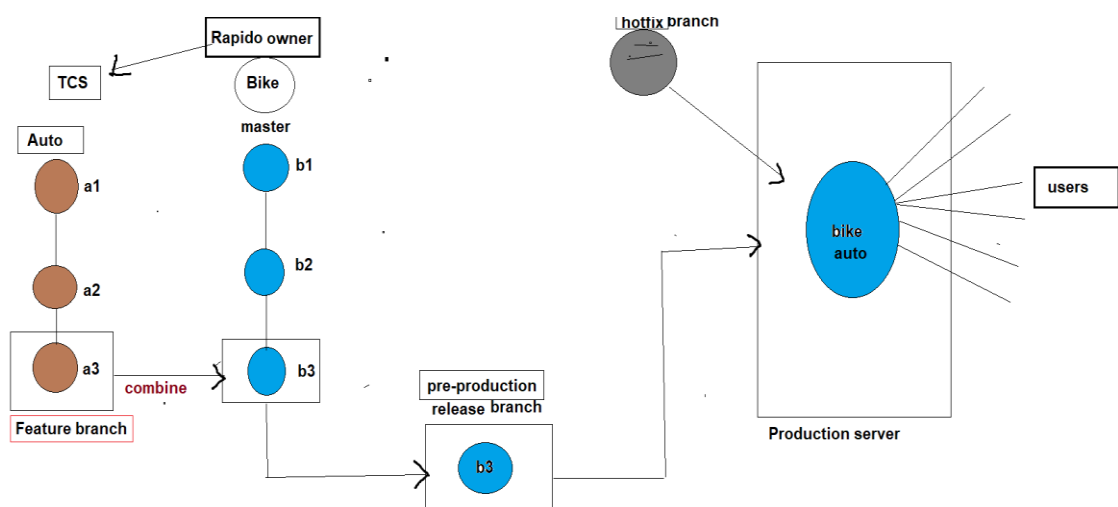 Rapido owner
TCS
Bike
master
Auto
a1
b1
a2
b2
a3
combine
b3
Feature branch
pre-production
release branch
b3
hotfix branch
bike
auto
users
Production server